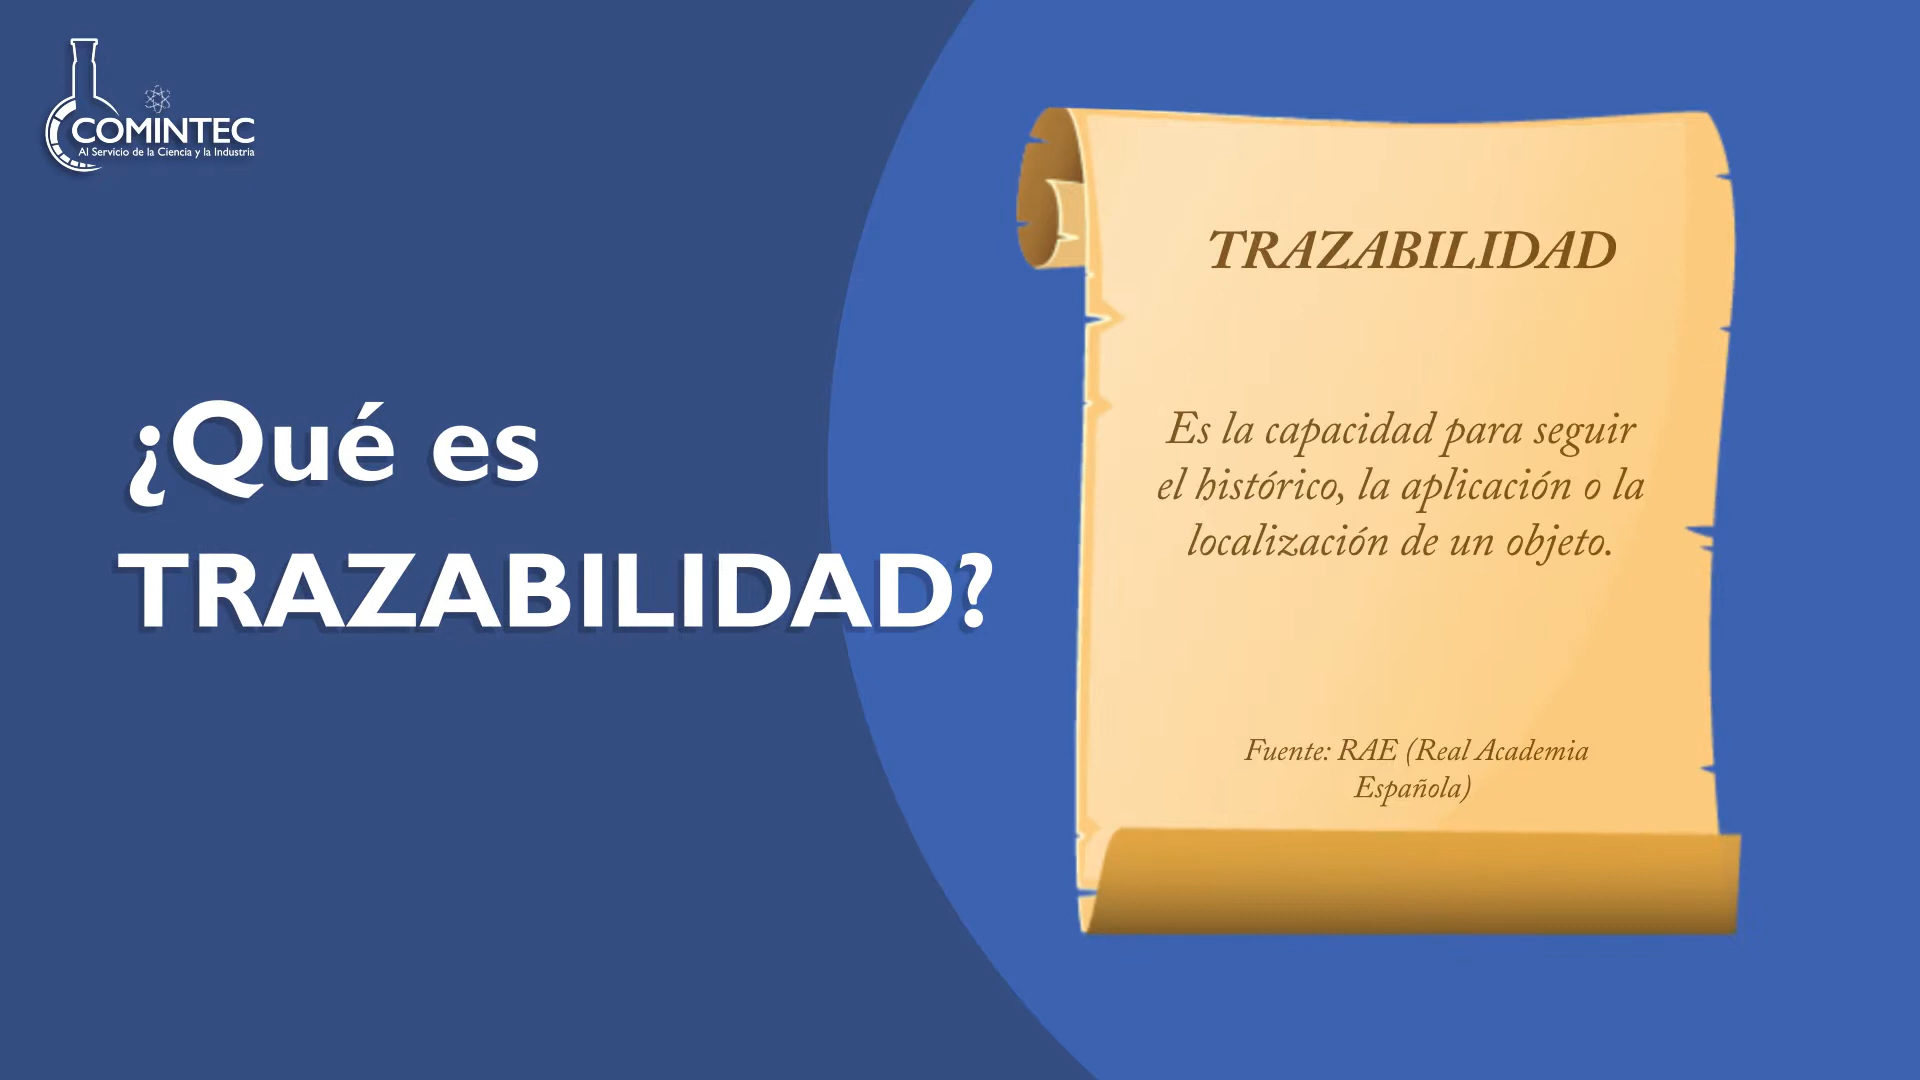 COMINTEC
Al Servicio de la Ciencia y la Industria
¿Qué es
TRAZABILIDAD?
TRAZABILIDAD
Es la capacidad para seguir
el histórico, la aplicación o la
localización de un objeto.
Fuente: RAE (Real Academia
Española)